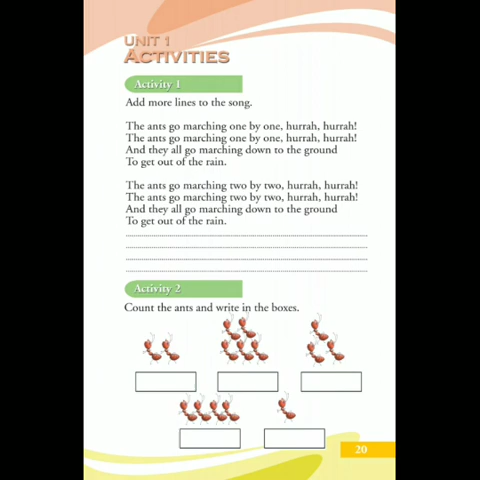 UNIT 1
ACTIVITIES
Activity 1
Add more lines to the song.
The ants go marching one by one, hurrah, hurrah!
The ants go marching one by one, hurrah, hurrah!
And they all go marching down to the ground
To get out of the rain.
The ants go marching two by two, hurrah, hurrah!
The ants go marching two by two, hurrah, hurrah!
And they all go marching down to the ground
To get out of the rain.
Activity 2
Count the ants and write in the boxes.
20